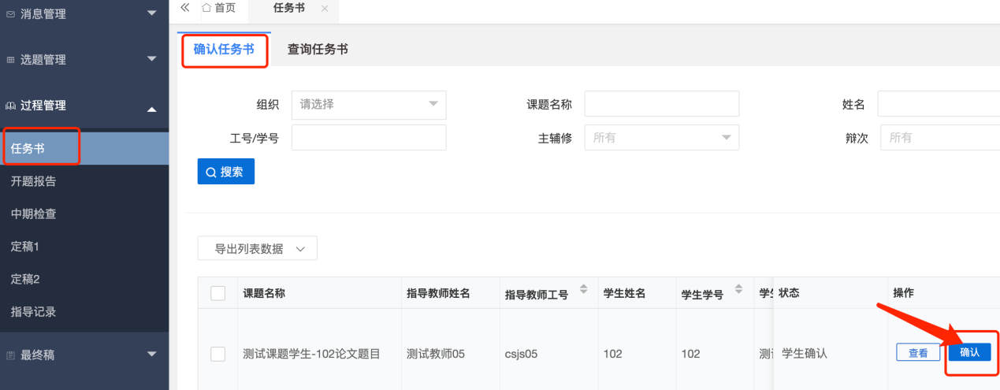 消息管理
首页
任务书
确认任务书
查询任务书
选题管理
过程管理
组织
请选择
课题名称
姓名
工号/学号
主辅修
所有
辩次
所有
任务书
搜索
开题报告
中期检查
定稿1
导出列表数据
定稿2
课题名称
指导教师姓名
指导教师工号
学生姓名
学生学号
状态
操作
指导记录
最终稿
测试课题学生-102论文题目
测试教师05
csjs05
102
102
学生确认
查看
确认